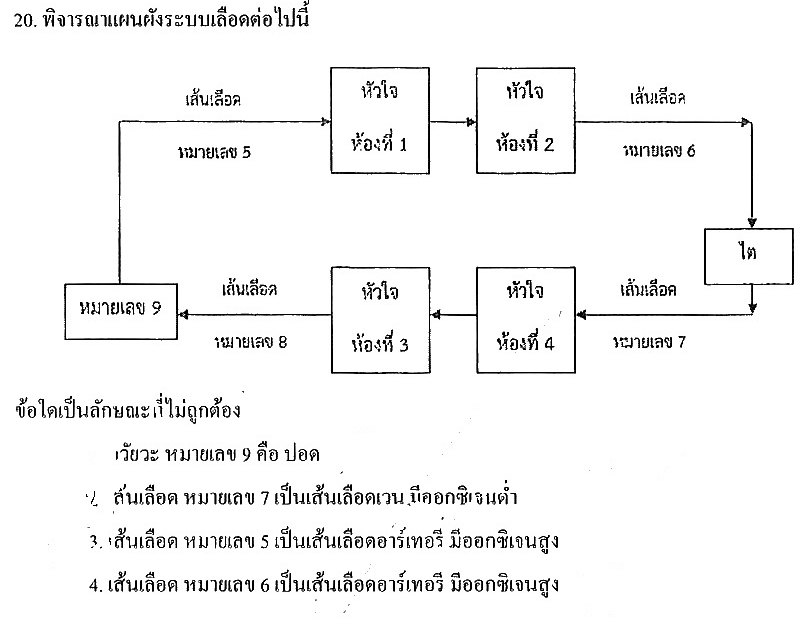 20. พิจารณาแผนผังระบบเลือดต่อไปนี้
เส้นเลือด
หมายเลข 5
หัวใจ
ห้องที่ 1
หัวใจ
ห้องที่ 2
เส้นเลือด
หมายเลข 6
ไต
หมายเลข 9
เส้นเลือด
หมายเลข 8
หัวใจ
ห้องที่ 3
หัวใจ
ห้องที่ 4
เส้นเลือด
หมายเลข 7
ข้อใดเป็นลักษณะที่ไม่ถูกต้อง
วัยวะ หมายเลข 9 คือ ปอด
2. เส้นเลือด หมายเลข 7 เป็นเส้นเลือดเวน มีออกซิเจนต่ำ
3. เส้นเลือด หมายเลข 5 เป็นเส้นเลือดอาร์เทอรี มีออกซิเจนสูง
4. เส้นเลือด หมายเลข 6 เป็นเส้นเลือดอาร์เทอรี มีออกซิเจนสูง